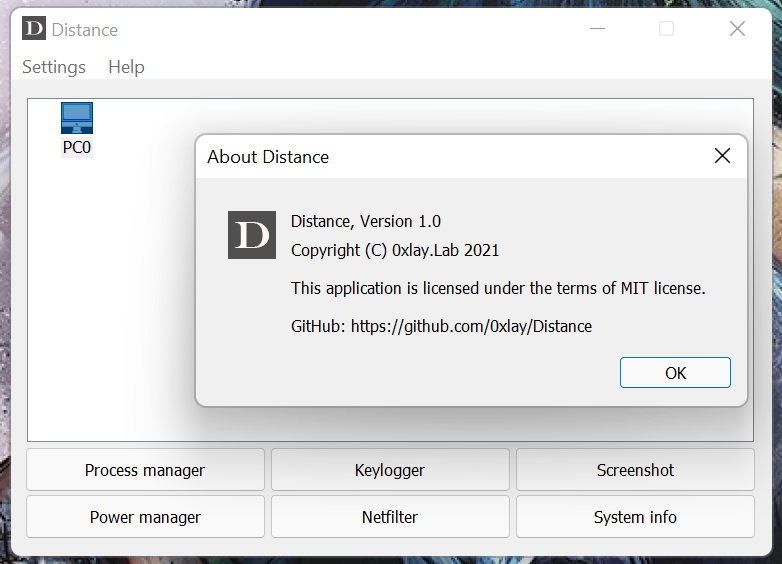 D Distance
Settings Help
PC0
About Distance
D
Distance, Version 1.0
Copyright (C) 0xlay.Lab 2021
This application is licensed under the terms of MIT license.
GitHub: https://github.com/0xlay/Distance
OK
Process manager Keylogger Screenshot
Power manager Netfilter System info